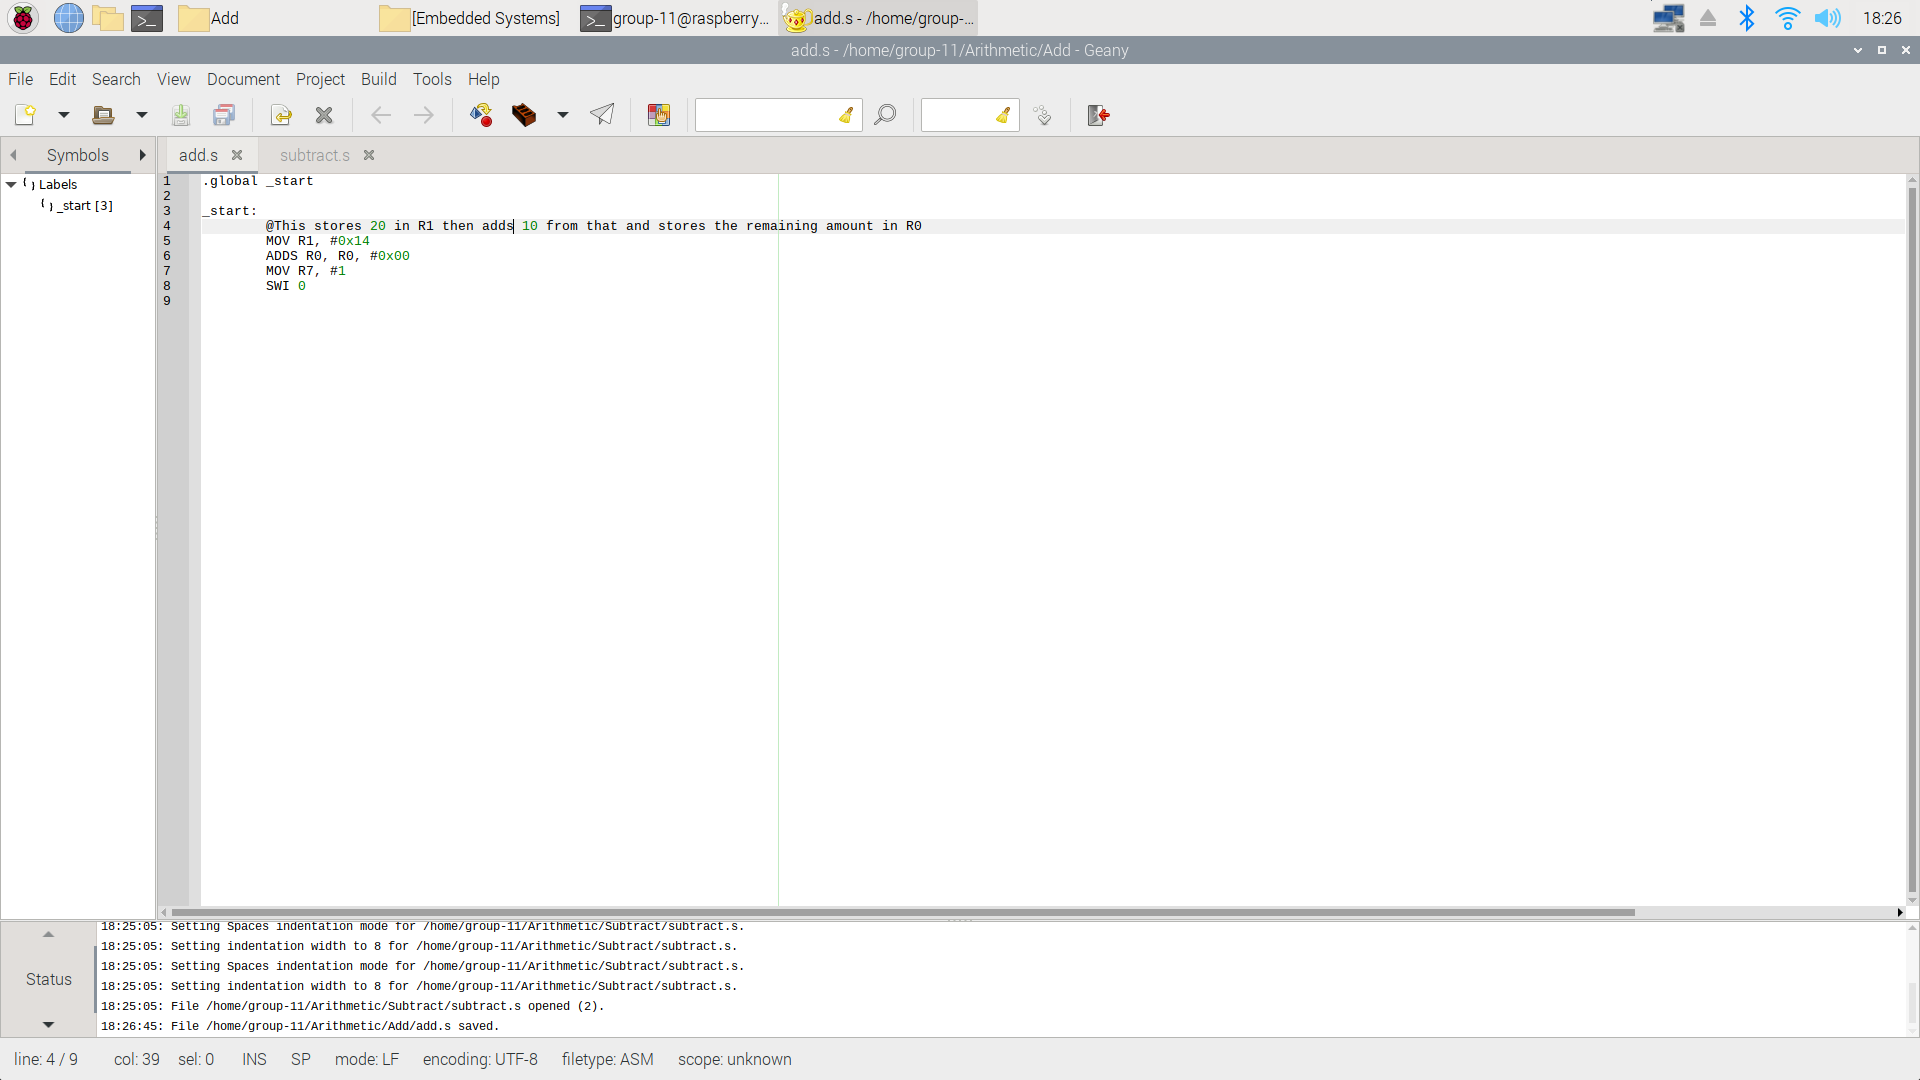 Add
[Embedded Systems]
group-11@raspberry...
add.s - /home/group-...
18:26
add.s - /home/group-11/Arithmetic/Add - Geany
File Edit Search View Document Project Build Tools Help
Symbols
add.s
subtract.s
Labels
_start [3]
1 .global _start
2
3 _start:
4 @This stores 20 in R1 then adds 10 from that and stores the remaining amount in R0
5 MOV R1, #0x14
6 ADDS R0, R0, #0x00
7 MOV R7, #1
8 SWI 0
9
Status
18:25:05: Setting Spaces indentation mode for /home/group-11/Arithmetic/Subtract/subtract.s.
18:25:05: Setting indentation width to 8 for /home/group-11/Arithmetic/Subtract/subtract.s.
18:25:05: Setting Spaces indentation mode for /home/group-11/Arithmetic/Subtract/subtract.s.
18:25:05: Setting indentation width to 8 for /home/group-11/Arithmetic/Subtract/subtract.s.
18:25:05: File /home/group-11/Arithmetic/Subtract/subtract.s opened (2).
18:26:45: File /home/group-11/Arithmetic/Add/add.s saved.
line: 4 / 9 col: 39 sel: 0 INS SP mode: LF encoding: UTF-8 filetype: ASM scope: unknown